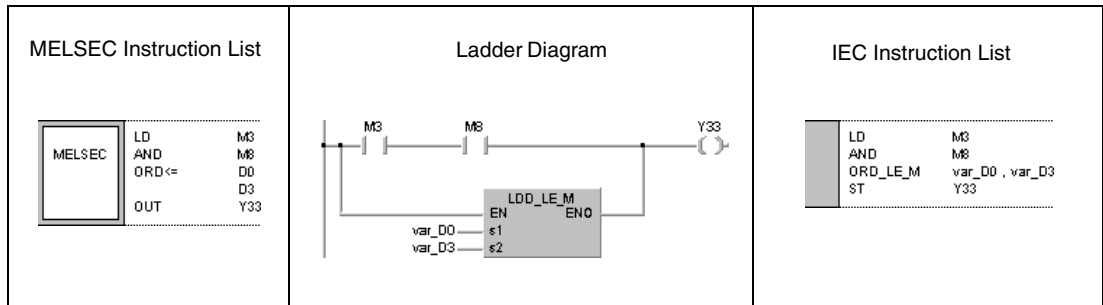 MELSEC Instruction List
MELSEC
LD M3
AND M8
ORD<= D0
D3
OUT Y33
Ladder Diagram
M3 M8 Y33
LDD_LE_M
EN ENO
var_D0 s1
var_D3 s2
IEC Instruction List
LD M3
AND M8
ORD_LE_M var_D0 , var_D3
ST Y33